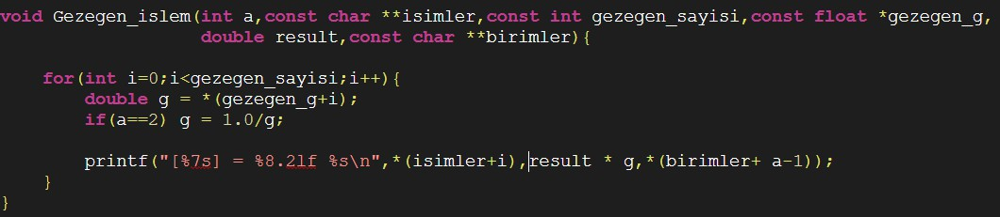 void Gezegen_islem(int a,const char **isimler,const int gezegen_sayisi,const float *gezegen_g,
double result,const char **birimler){
for(int i=0;i<gezegen_sayisi;i++){
double g = *(gezegen_g+i);
if(a==2) g = 1.0/g;
printf("[%7s] = %8.2lf %s\n",*(isimler+i),result * g,*(birimler+ a-1));
}
}